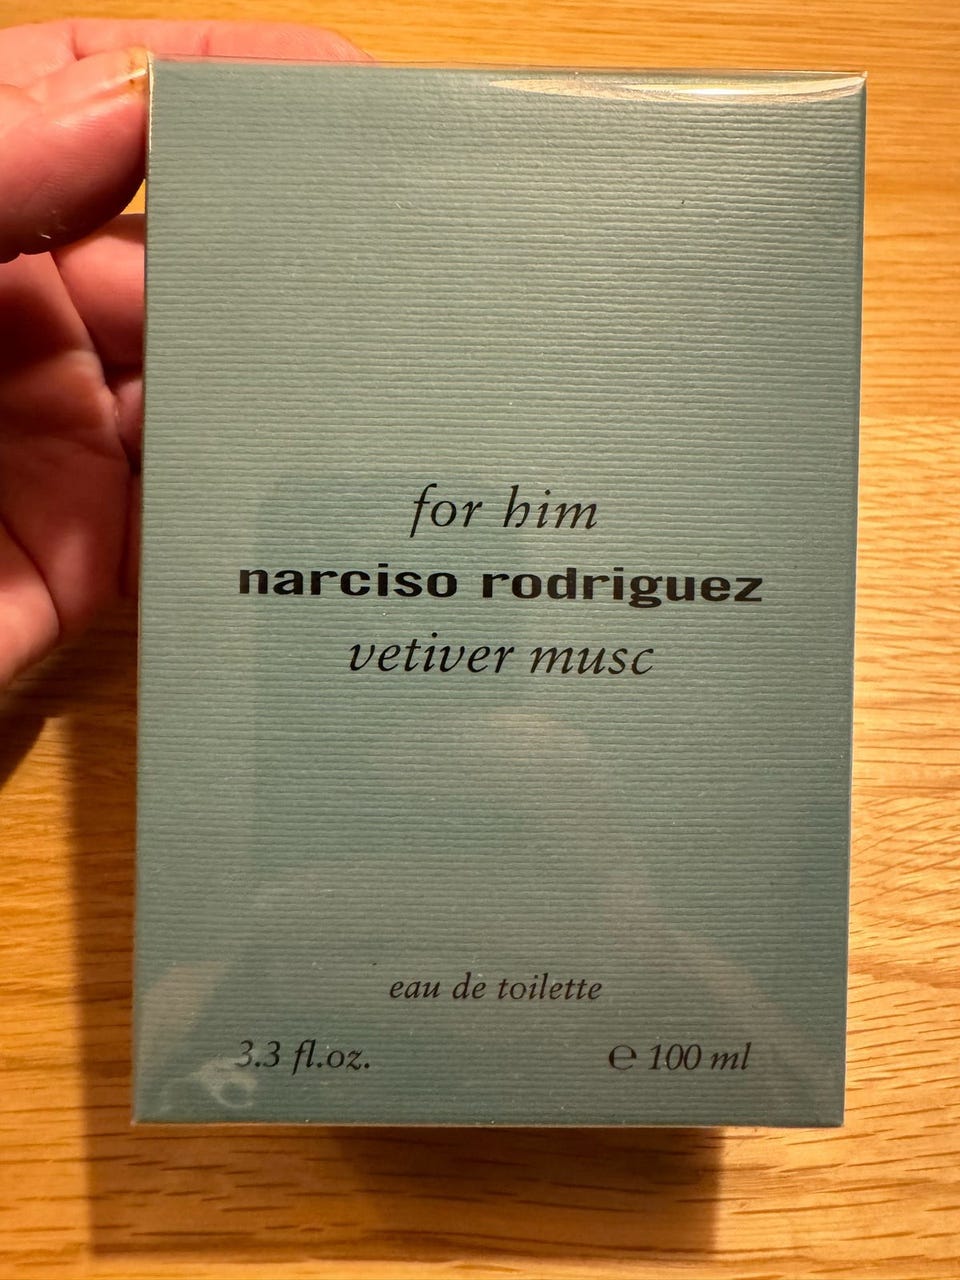 for him
narciso rodriguez
vetiver musc
eau de toilette
3.3 fl.oz. ℮ 100 ml